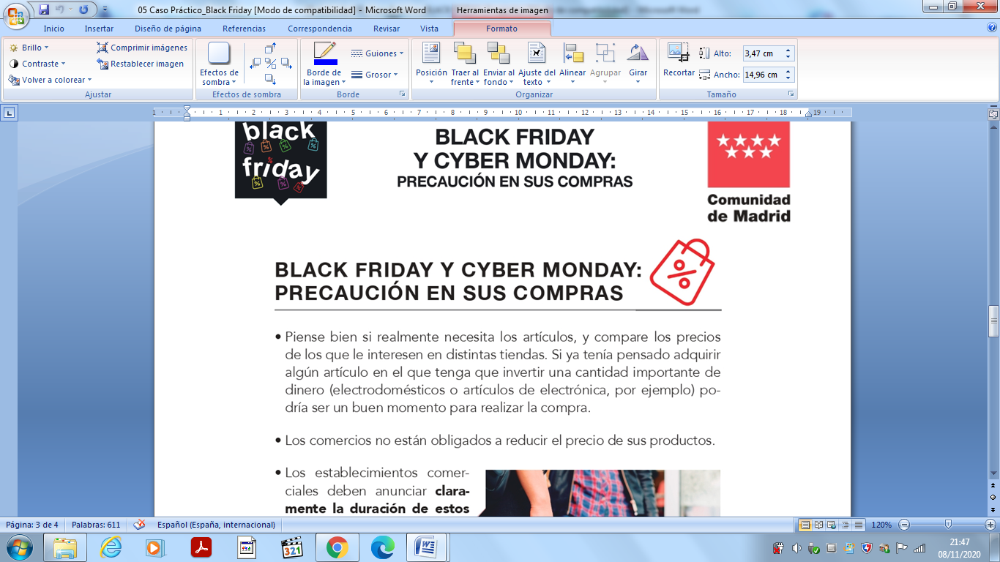 05 Caso Práctico_Black Friday [Modo de compatibilidad] - Microsoft Word
Herramientas de imagen
Inicio Insertar Diseño de página Referencias Correspondencia Revisar Vista Formato
Brillo
Contraste
Volver a colorear
Comprimir imágenes
Restablecer imagen
Ajustar
Efectos de
sombra
Efectos de sombra
Borde de
la imagen
Guiones
Grosor
Borde
Posición
Traer al
frente
Enviar al
fondo
Ajuste del
texto
Alinear
Agrupar
Girar
Organizar
Recortar
Alto: 3,47 cm
Ancho: 14,96 cm
Tamaño
1 1 2 3 4 5 6 7 8 9 10 11 12 13 14 15 16 17 18 19
black
friday
BLACK FRIDAY
Y CYBER MONDAY:
PRECAUCIÓN EN SUS COMPRAS
Comunidad
de Madrid
BLACK FRIDAY Y CYBER MONDAY:
PRECAUCIÓN EN SUS COMPRAS
%
• Piense bien si realmente necesita los artículos, y compare los precios
de los que le interesen en distintas tiendas. Si ya tenía pensado adquirir
algún artículo en el que tenga que invertir una cantidad importante de
dinero (electrodomésticos o artículos de electrónica, por ejemplo) po-
dría ser un buen momento para realizar la compra.
• Los comercios no están obligados a reducir el precio de sus productos.
• Los establecimientos comer-
ciales deben anunciar clara-
mente la duración de estos
Página: 3 de 4 Palabras: 611 Español (España, internacional) 120%
321
21:47
08/11/2020